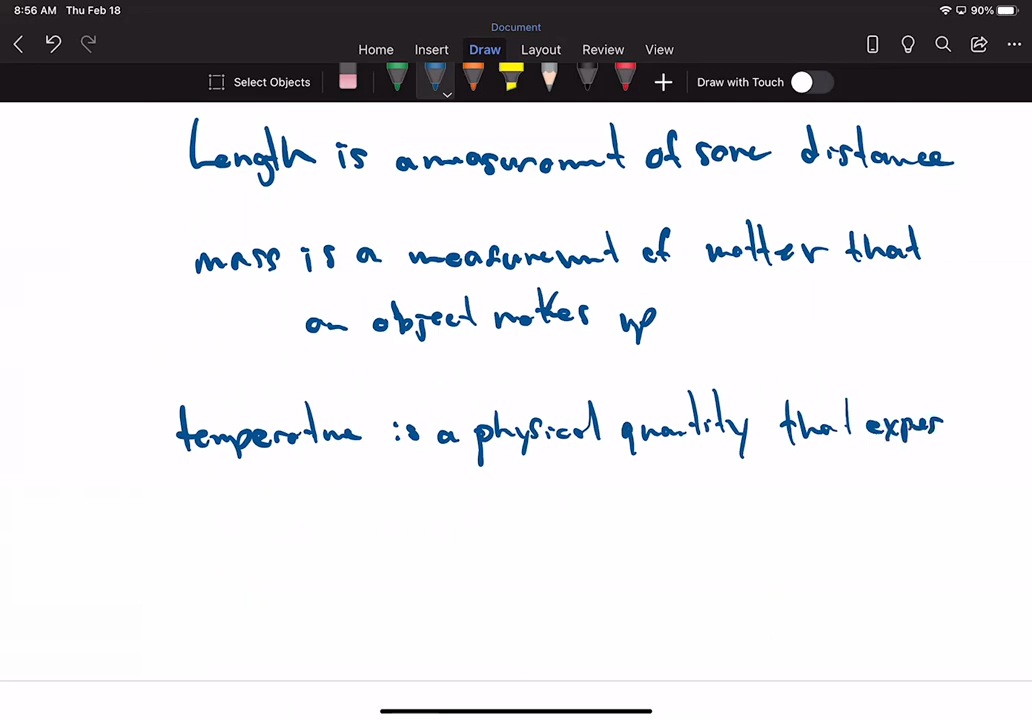 8:56 AM Thu Feb 18 90%
Document
Home Insert Draw Layout Review View
Select Objects Draw with Touch
Length is a measurement of some distance
mass is a measurement of matter that
an object makes up
temperature is a physical quantity that expres